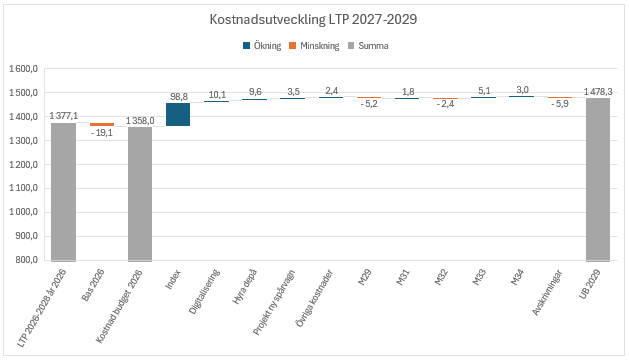 Kostnadsutveckling LTP 2027-2029
Ökning Minskning Summa
1 600,0
1 500,0
1 400,0
1 300,0
1 200,0
1 100,0
1 000,0
900,0
800,0
1 377,1
-19,1
1 358,0
98,8
10,1
9,6
3,5
2,4
-5,2
1,8
-2,4
5,1
3,0
-5,9
1 478,3
LTP 2026-2028 år 2026
Bas 2026
Kostnad budget 2026
Index
Digitalisering
Hyra depå
Projekt ny spårvagn
Övriga kostnader
M29
M31
M32
M33
M34
Avskrivningar
UB 2029